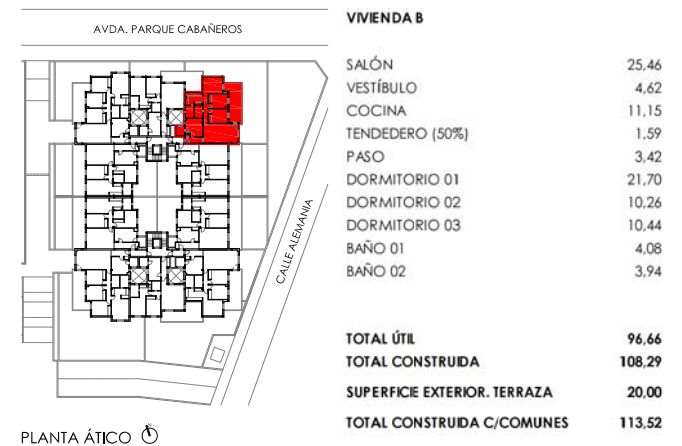 AVDA. PARQUE CABAÑEROS
CALLE ALEMANIA
PLANTA ÁTICO
VIVIENDA B
SALÓN 25,46
VESTÍBULO 4,62
COCINA 11,15
TENDEDERO (50%) 1,59
PASO 3,42
DORMITORIO 01 21,70
DORMITORIO 02 10,26
DORMITORIO 03 10,44
BAÑO 01 4,08
BAÑO 02 3,94
TOTAL ÚTIL 96,66
TOTAL CONSTRUIDA 108,29
SUPERFICIE EXTERIOR. TERRAZA 20,00
TOTAL CONSTRUIDA C/COMUNES 113,52